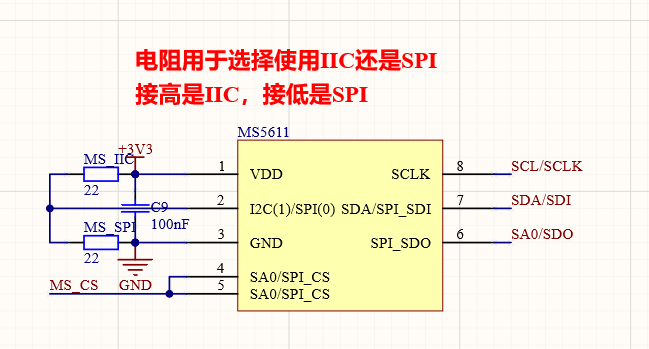 电阻用于选择使用IIC还是SPI
接高是IIC，接低是SPI
MS5611
+3V3
MS_IIC
22
1 VDD
SCLK 8 SCL/SCLK
C9
100nF
2 I2C(1)/SPI(0)
SDA/SPI_SDI 7 SDA/SDI
MS_SPI
22
3 GND
SPI_SDO 6 SA0/SDO
4 SA0/SPI_CS
5 SA0/SPI_CS
MS_CS
GND